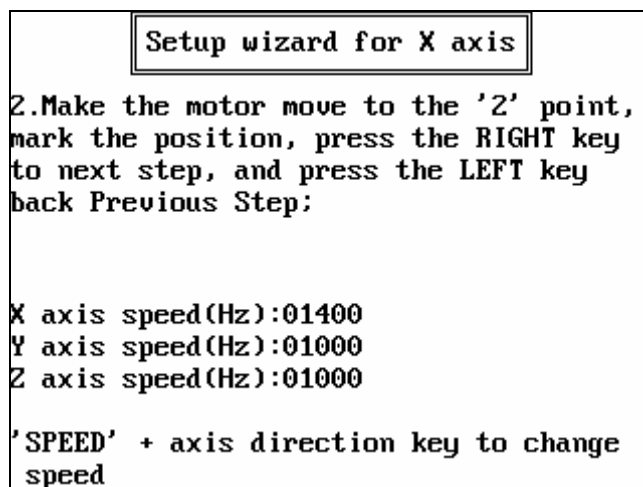 Setup wizard for X axis
2.Make the motor move to the '2' point,
mark the position, press the RIGHT key
to next step, and press the LEFT key
back Previous Step;
X axis speed(Hz):01400
Y axis speed(Hz):01000
Z axis speed(Hz):01000
'SPEED' + axis direction key to change
speed